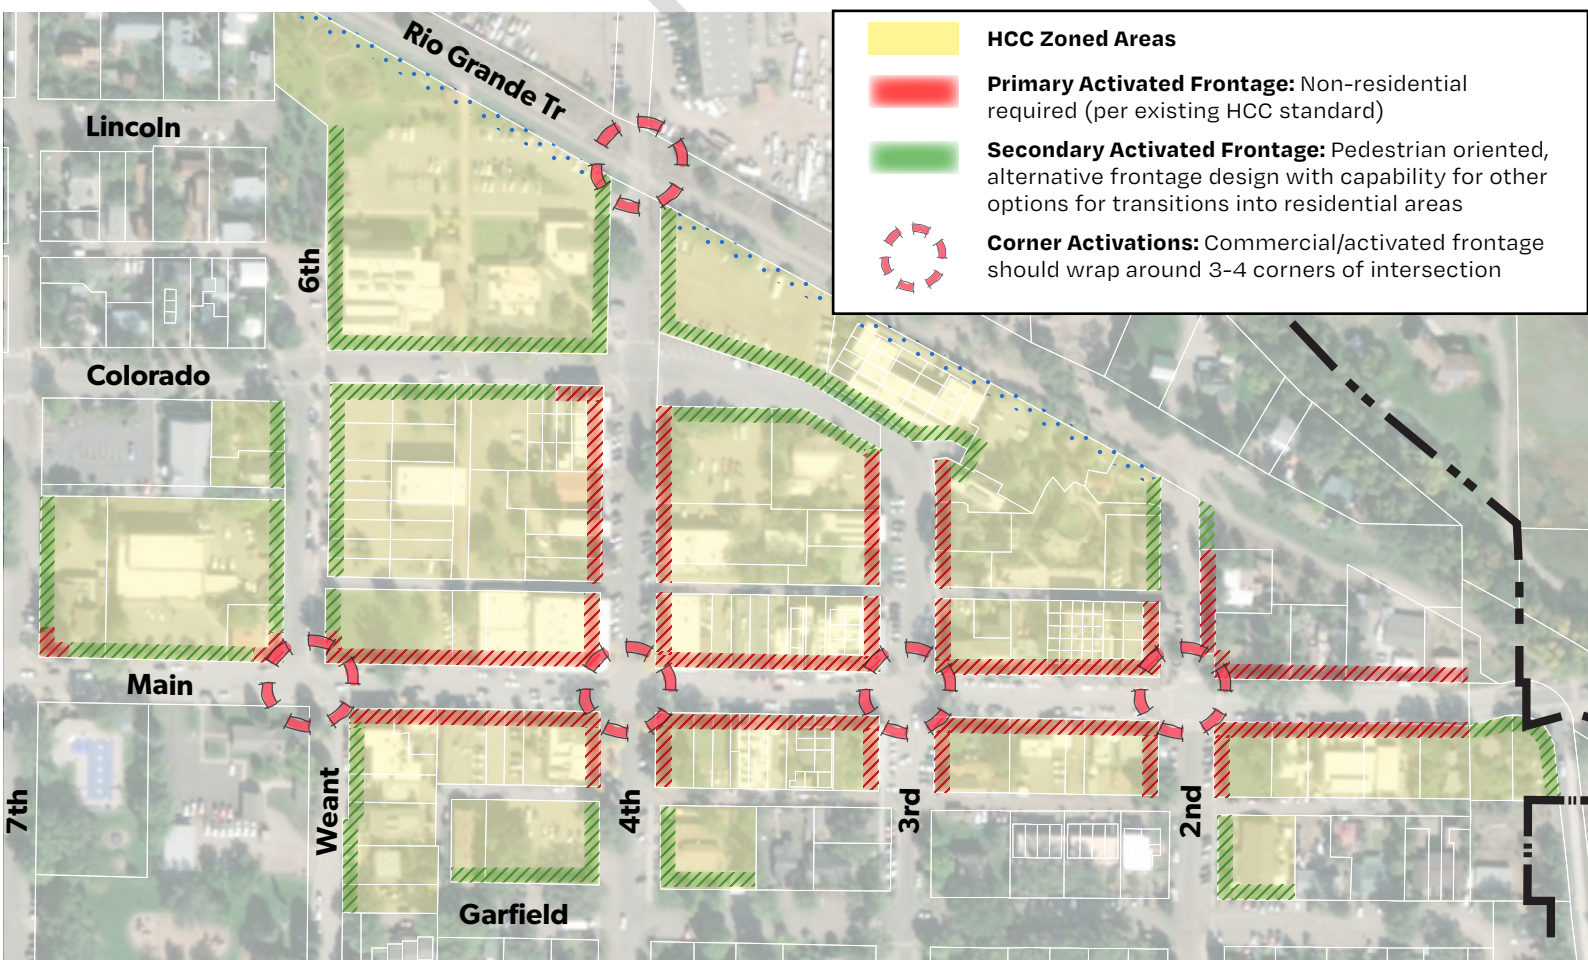 HCC Zoned Areas
Primary Activated Frontage: Non-residential
required (per existing HCC standard)
Secondary Activated Frontage: Pedestrian oriented,
alternative frontage design with capability for other
options for transitions into residential areas
Corner Activations: Commercial/activated frontage
should wrap around 3-4 corners of intersection
Rio Grande Tr
Lincoln
6th
Colorado
Main
7th
Weant
4th
3rd
2nd
Garfield